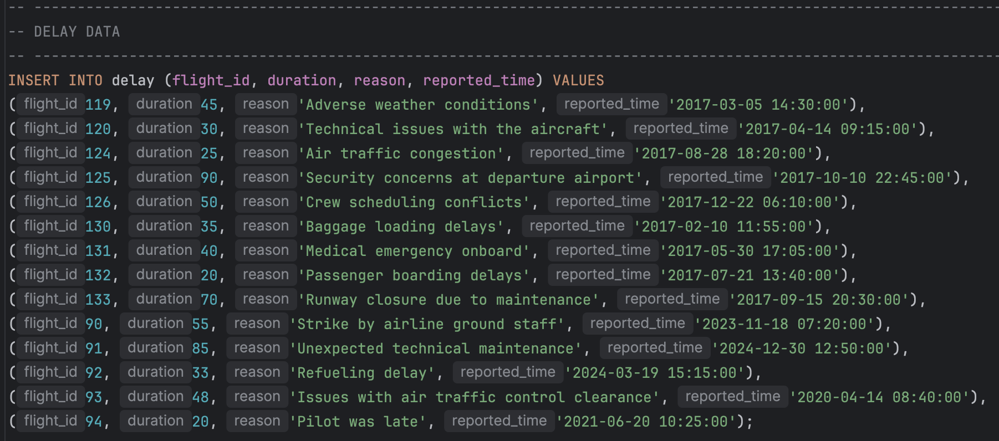 -- ----------------------------------------------------------------------------------------------------------------
-- DELAY DATA
-- ----------------------------------------------------------------------------------------------------------------
INSERT INTO delay (flight_id, duration, reason, reported_time) VALUES
( flight_id 119, duration 45, reason 'Adverse weather conditions', reported_time '2017-03-05 14:30:00'),
( flight_id 120, duration 30, reason 'Technical issues with the aircraft', reported_time '2017-04-14 09:15:00'),
( flight_id 124, duration 25, reason 'Air traffic congestion', reported_time '2017-08-28 18:20:00'),
( flight_id 125, duration 90, reason 'Security concerns at departure airport', reported_time '2017-10-10 22:45:00'),
( flight_id 126, duration 50, reason 'Crew scheduling conflicts', reported_time '2017-12-22 06:10:00'),
( flight_id 130, duration 35, reason 'Baggage loading delays', reported_time '2017-02-10 11:55:00'),
( flight_id 131, duration 40, reason 'Medical emergency onboard', reported_time '2017-05-30 17:05:00'),
( flight_id 132, duration 20, reason 'Passenger boarding delays', reported_time '2017-07-21 13:40:00'),
( flight_id 133, duration 70, reason 'Runway closure due to maintenance', reported_time '2017-09-15 20:30:00'),
( flight_id 90, duration 55, reason 'Strike by airline ground staff', reported_time '2023-11-18 07:20:00'),
( flight_id 91, duration 85, reason 'Unexpected technical maintenance', reported_time '2024-12-30 12:50:00'),
( flight_id 92, duration 33, reason 'Refueling delay', reported_time '2024-03-19 15:15:00'),
( flight_id 93, duration 48, reason 'Issues with air traffic control clearance', reported_time '2020-04-14 08:40:00'),
( flight_id 94, duration 20, reason 'Pilot was late', reported_time '2021-06-20 10:25:00');